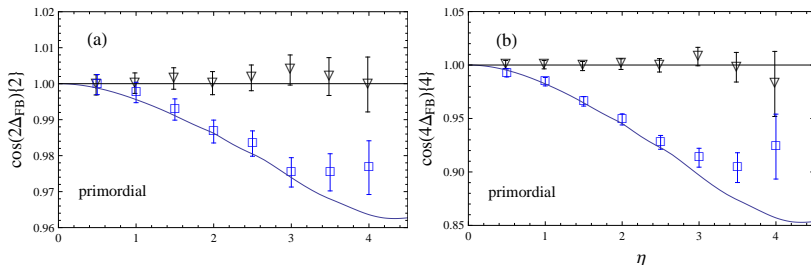 (a)
cos(2Δ_FB){2}
1.02
1.01
1.00
0.99
0.98
0.97
0.96
primordial
0 1 2 3 4
(b)
cos(4Δ_FB){4}
1.05
1.00
0.95
0.90
0.85
primordial
0 1 2 3 4
η